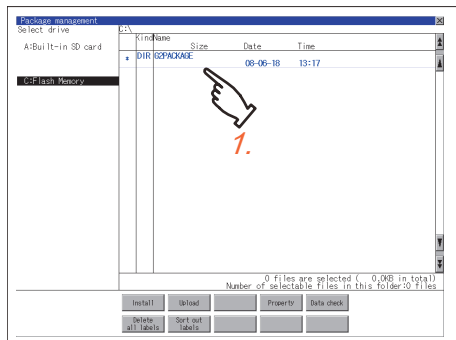 Package management
Select drive
C:\
Kind Name
Size Date Time
A:Built-in SD card
* DIR G2PACKAGE
08-06-18 13:17
C:Flash Memory
1.
0 files are selected ( 0.0KB in total)
Number of selectable files in this folder:0 files
Install Upload Property Data check
Delete all labels Sort out labels